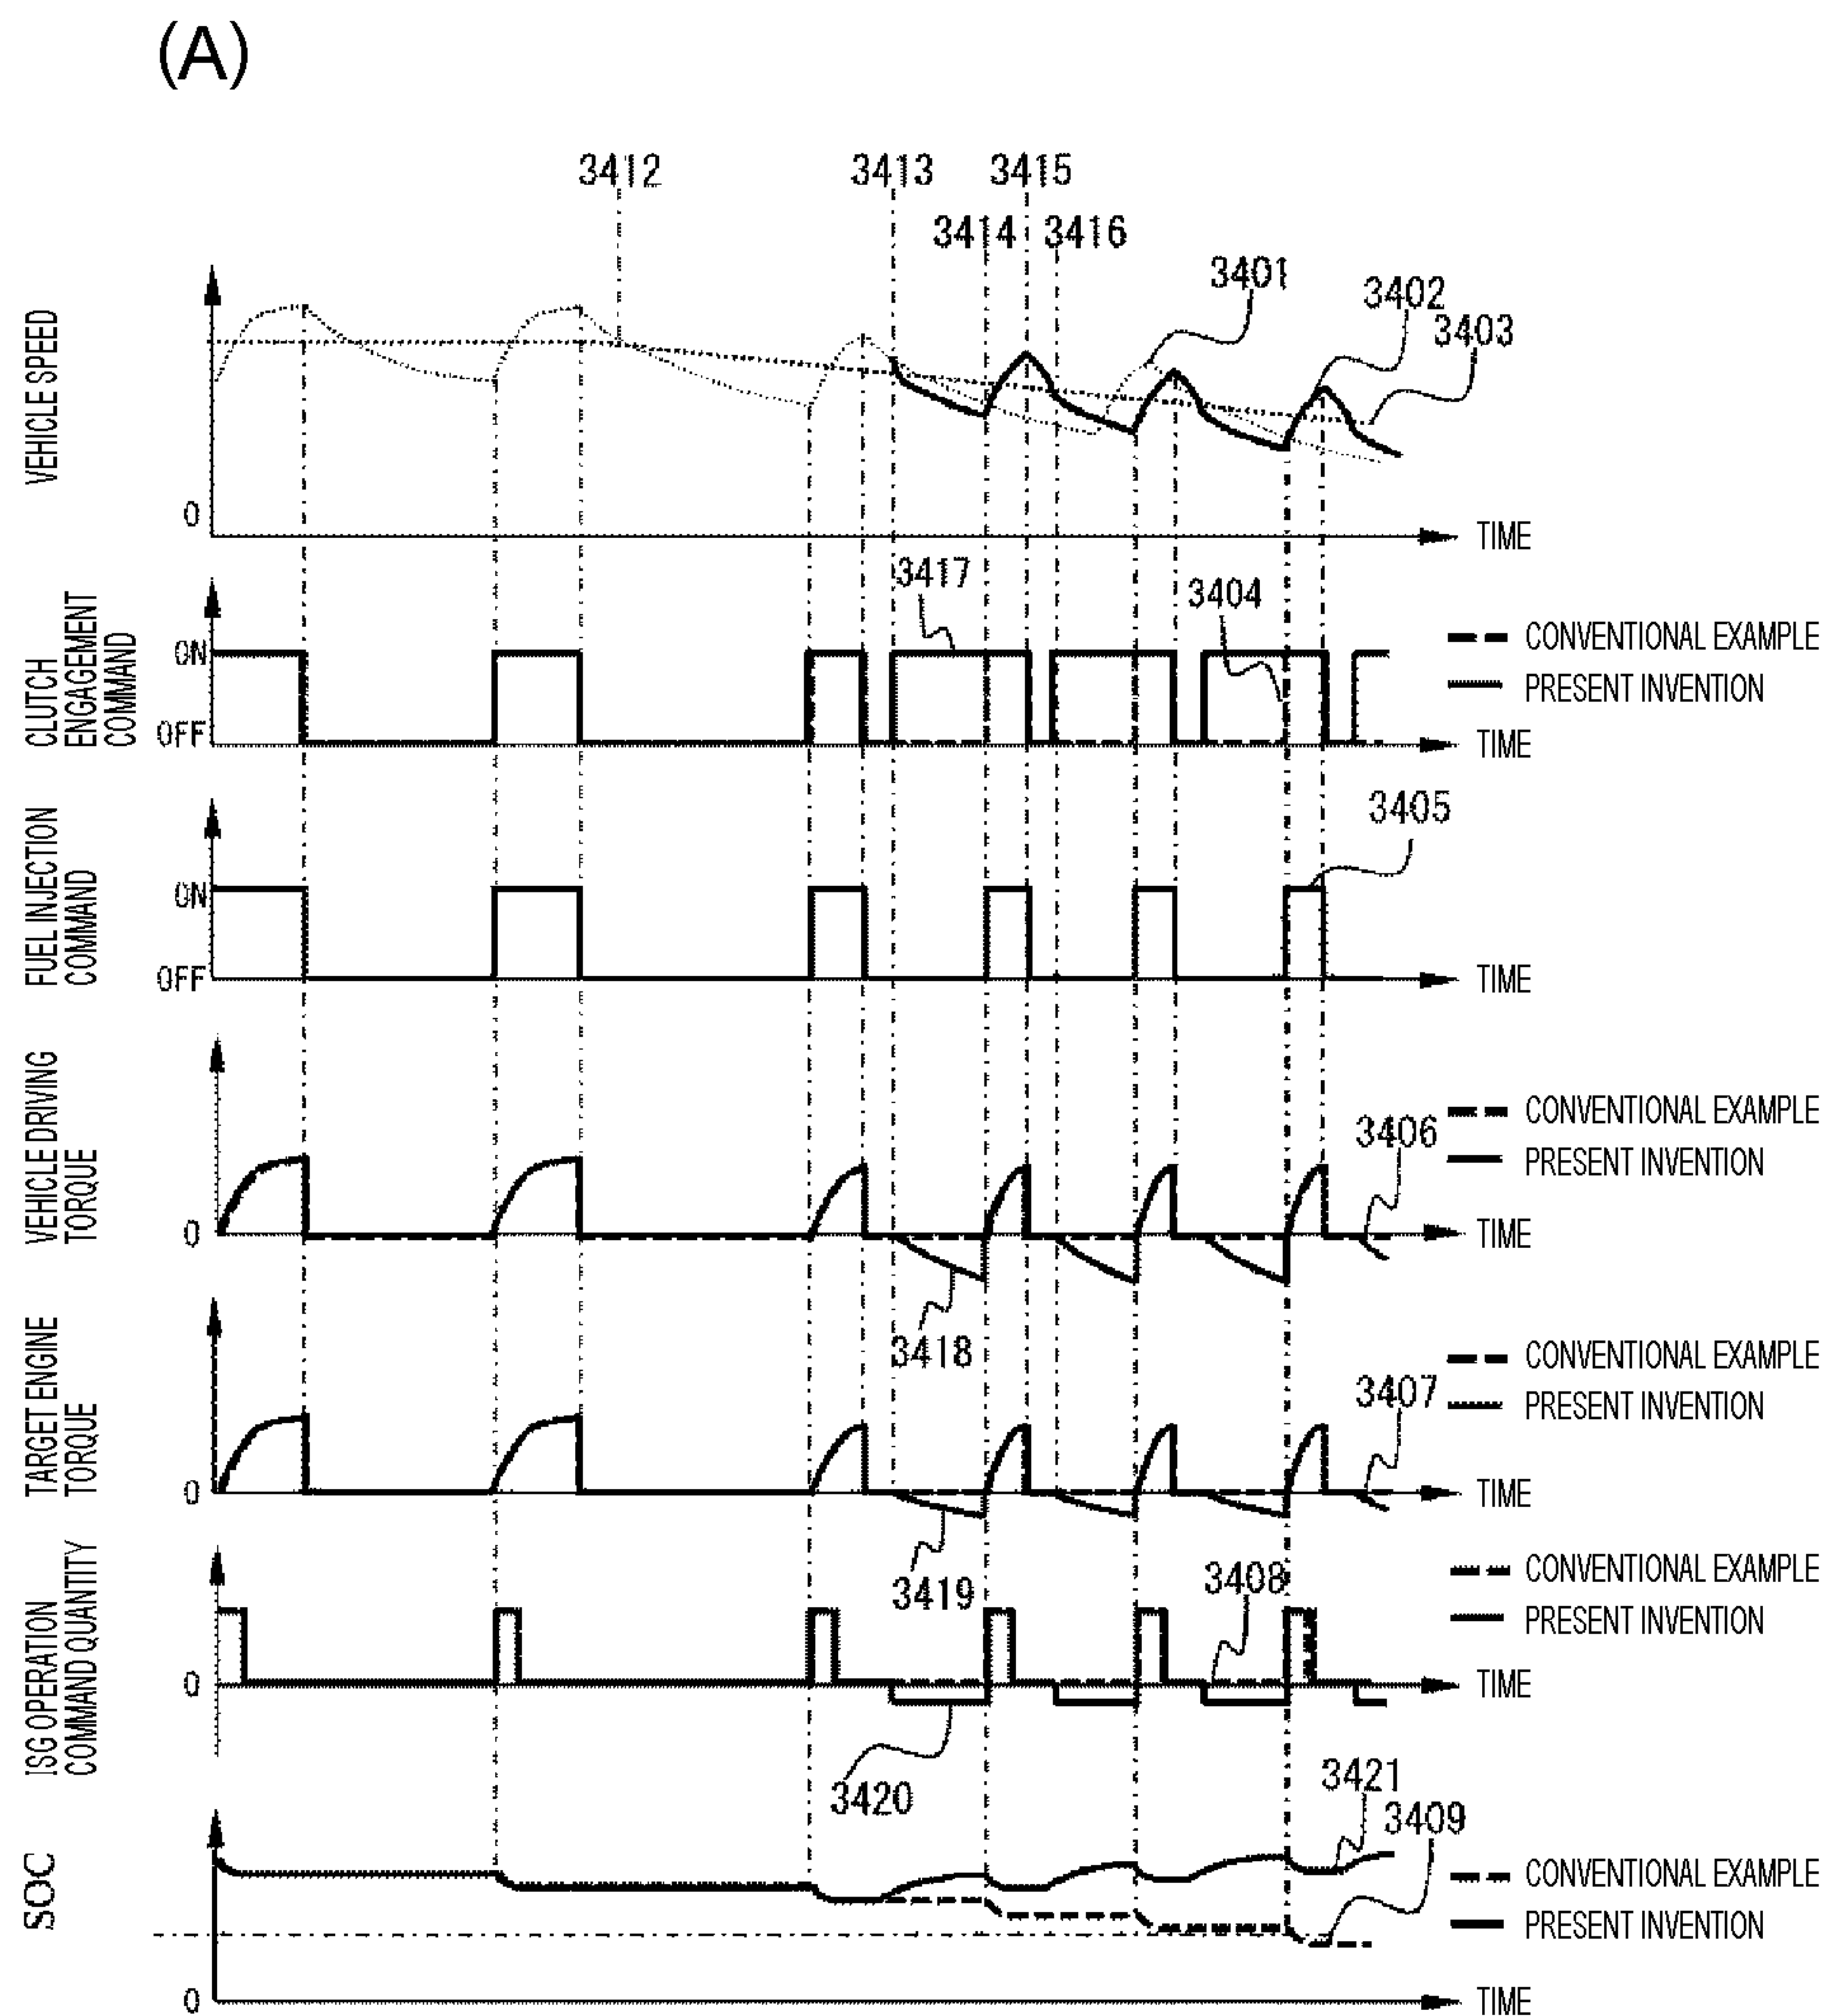 (A)
3412
3413
3415
3414
3416
3401
3402
3403
VEHICLE SPEED
0
TIME
3417
3404
CLUTCH
ENGAGEMENT
COMMAND
ON
OFF
CONVENTIONAL EXAMPLE
PRESENT INVENTION
TIME
3405
FUEL INJECTION
COMMAND
ON
OFF
TIME
VEHICLE DRIVING
TORQUE
0
CONVENTIONAL EXAMPLE
3406
PRESENT INVENTION
TIME
3418
TARGET ENGINE
TORQUE
0
CONVENTIONAL EXAMPLE
3407
PRESENT INVENTION
TIME
3419
ISG OPERATION
COMMAND QUANTITY
0
3408
CONVENTIONAL EXAMPLE
PRESENT INVENTION
TIME
3420
3421
3409
SOC
CONVENTIONAL EXAMPLE
PRESENT INVENTION
0
TIME